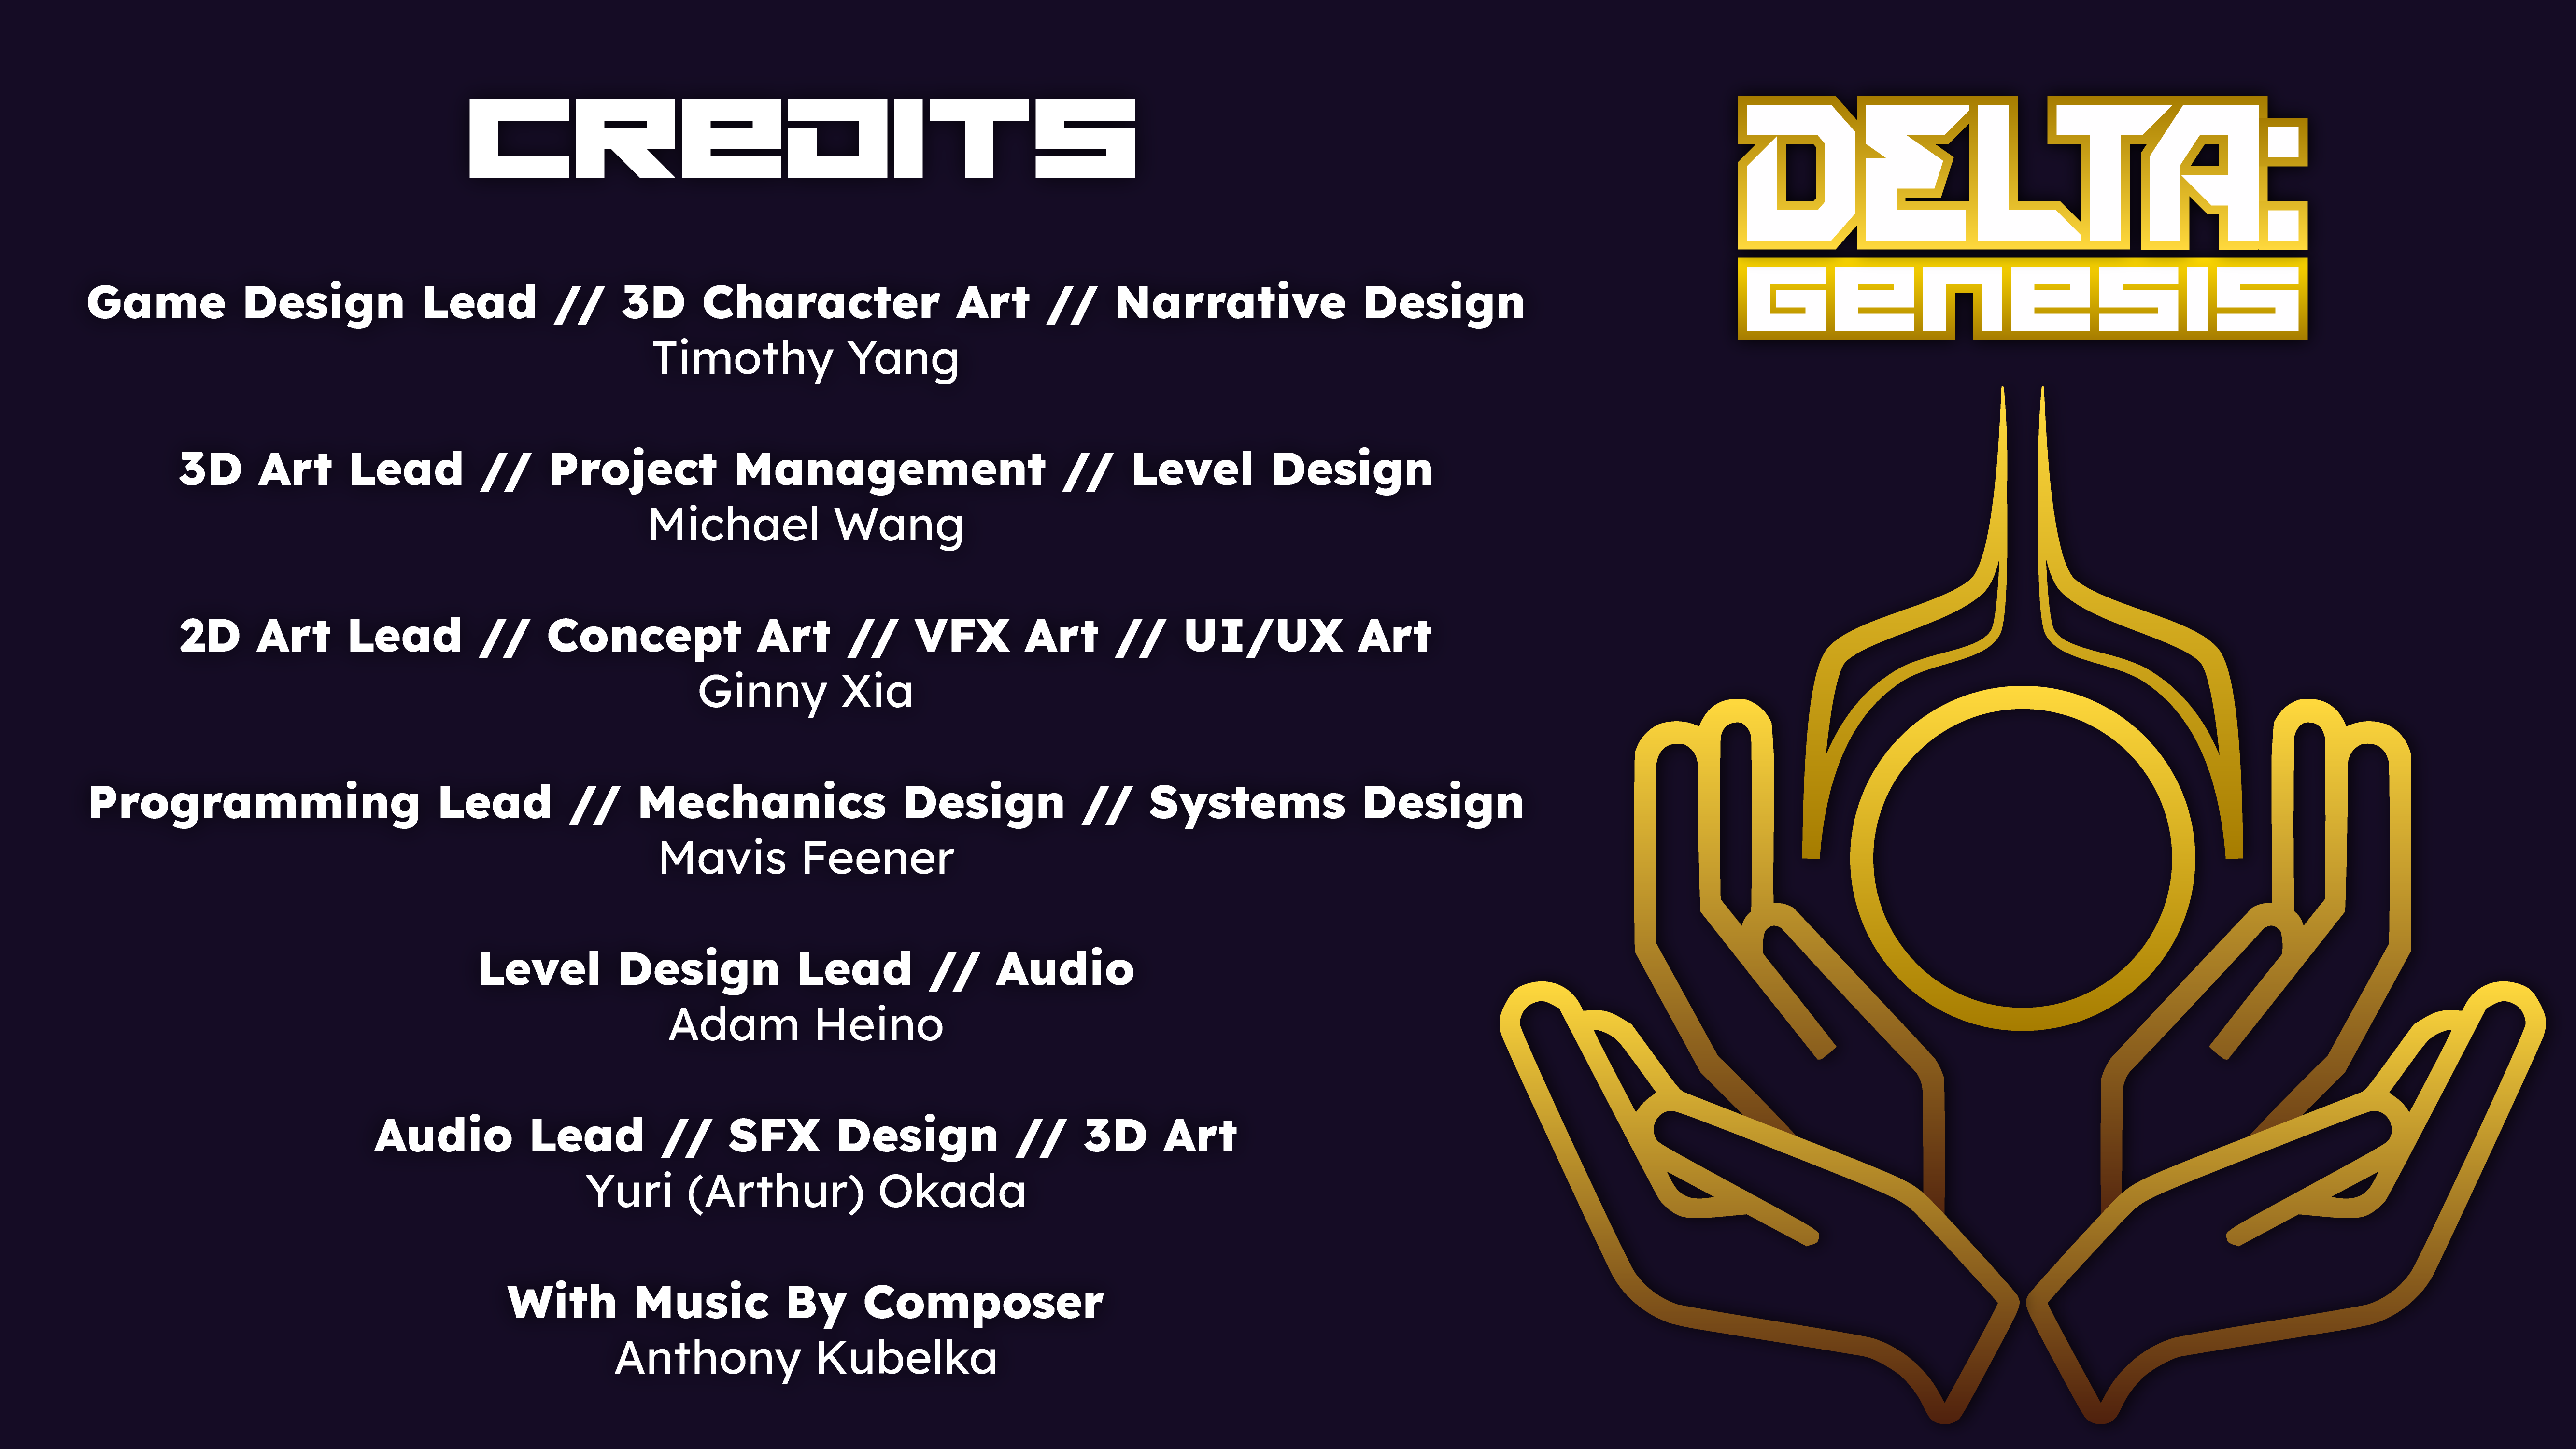 CREDITS
Game Design Lead // 3D Character Art // Narrative Design
Timothy Yang
3D Art Lead // Project Management // Level Design
Michael Wang
2D Art Lead // Concept Art // VFX Art // UI/UX Art
Ginny Xia
Programming Lead // Mechanics Design // Systems Design
Mavis Feener
Level Design Lead // Audio
Adam Heino
Audio Lead // SFX Design // 3D Art
Yuri (Arthur) Okada
With Music By Composer
Anthony Kubelka
DELTA:
GENESIS